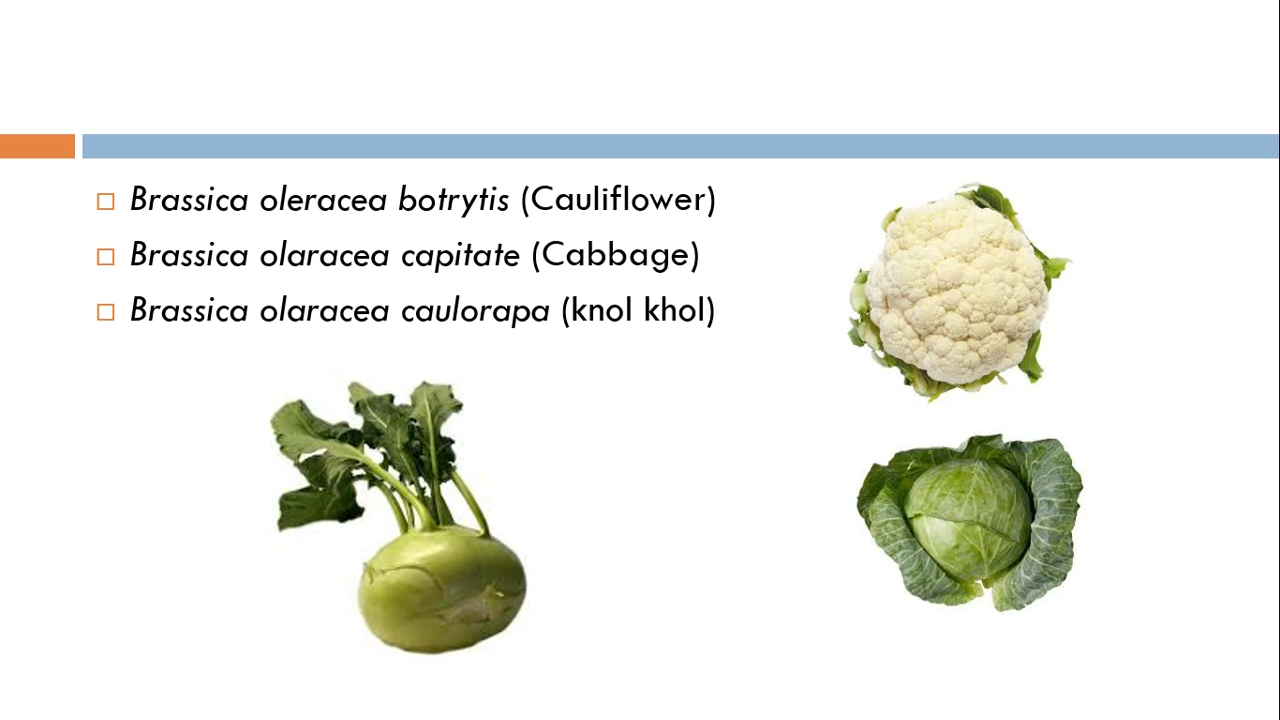 Brassica oleracea botrytis (Cauliflower)
Brassica olaracea capitate (Cabbage)
Brassica olaracea caulorapa (knol khol)